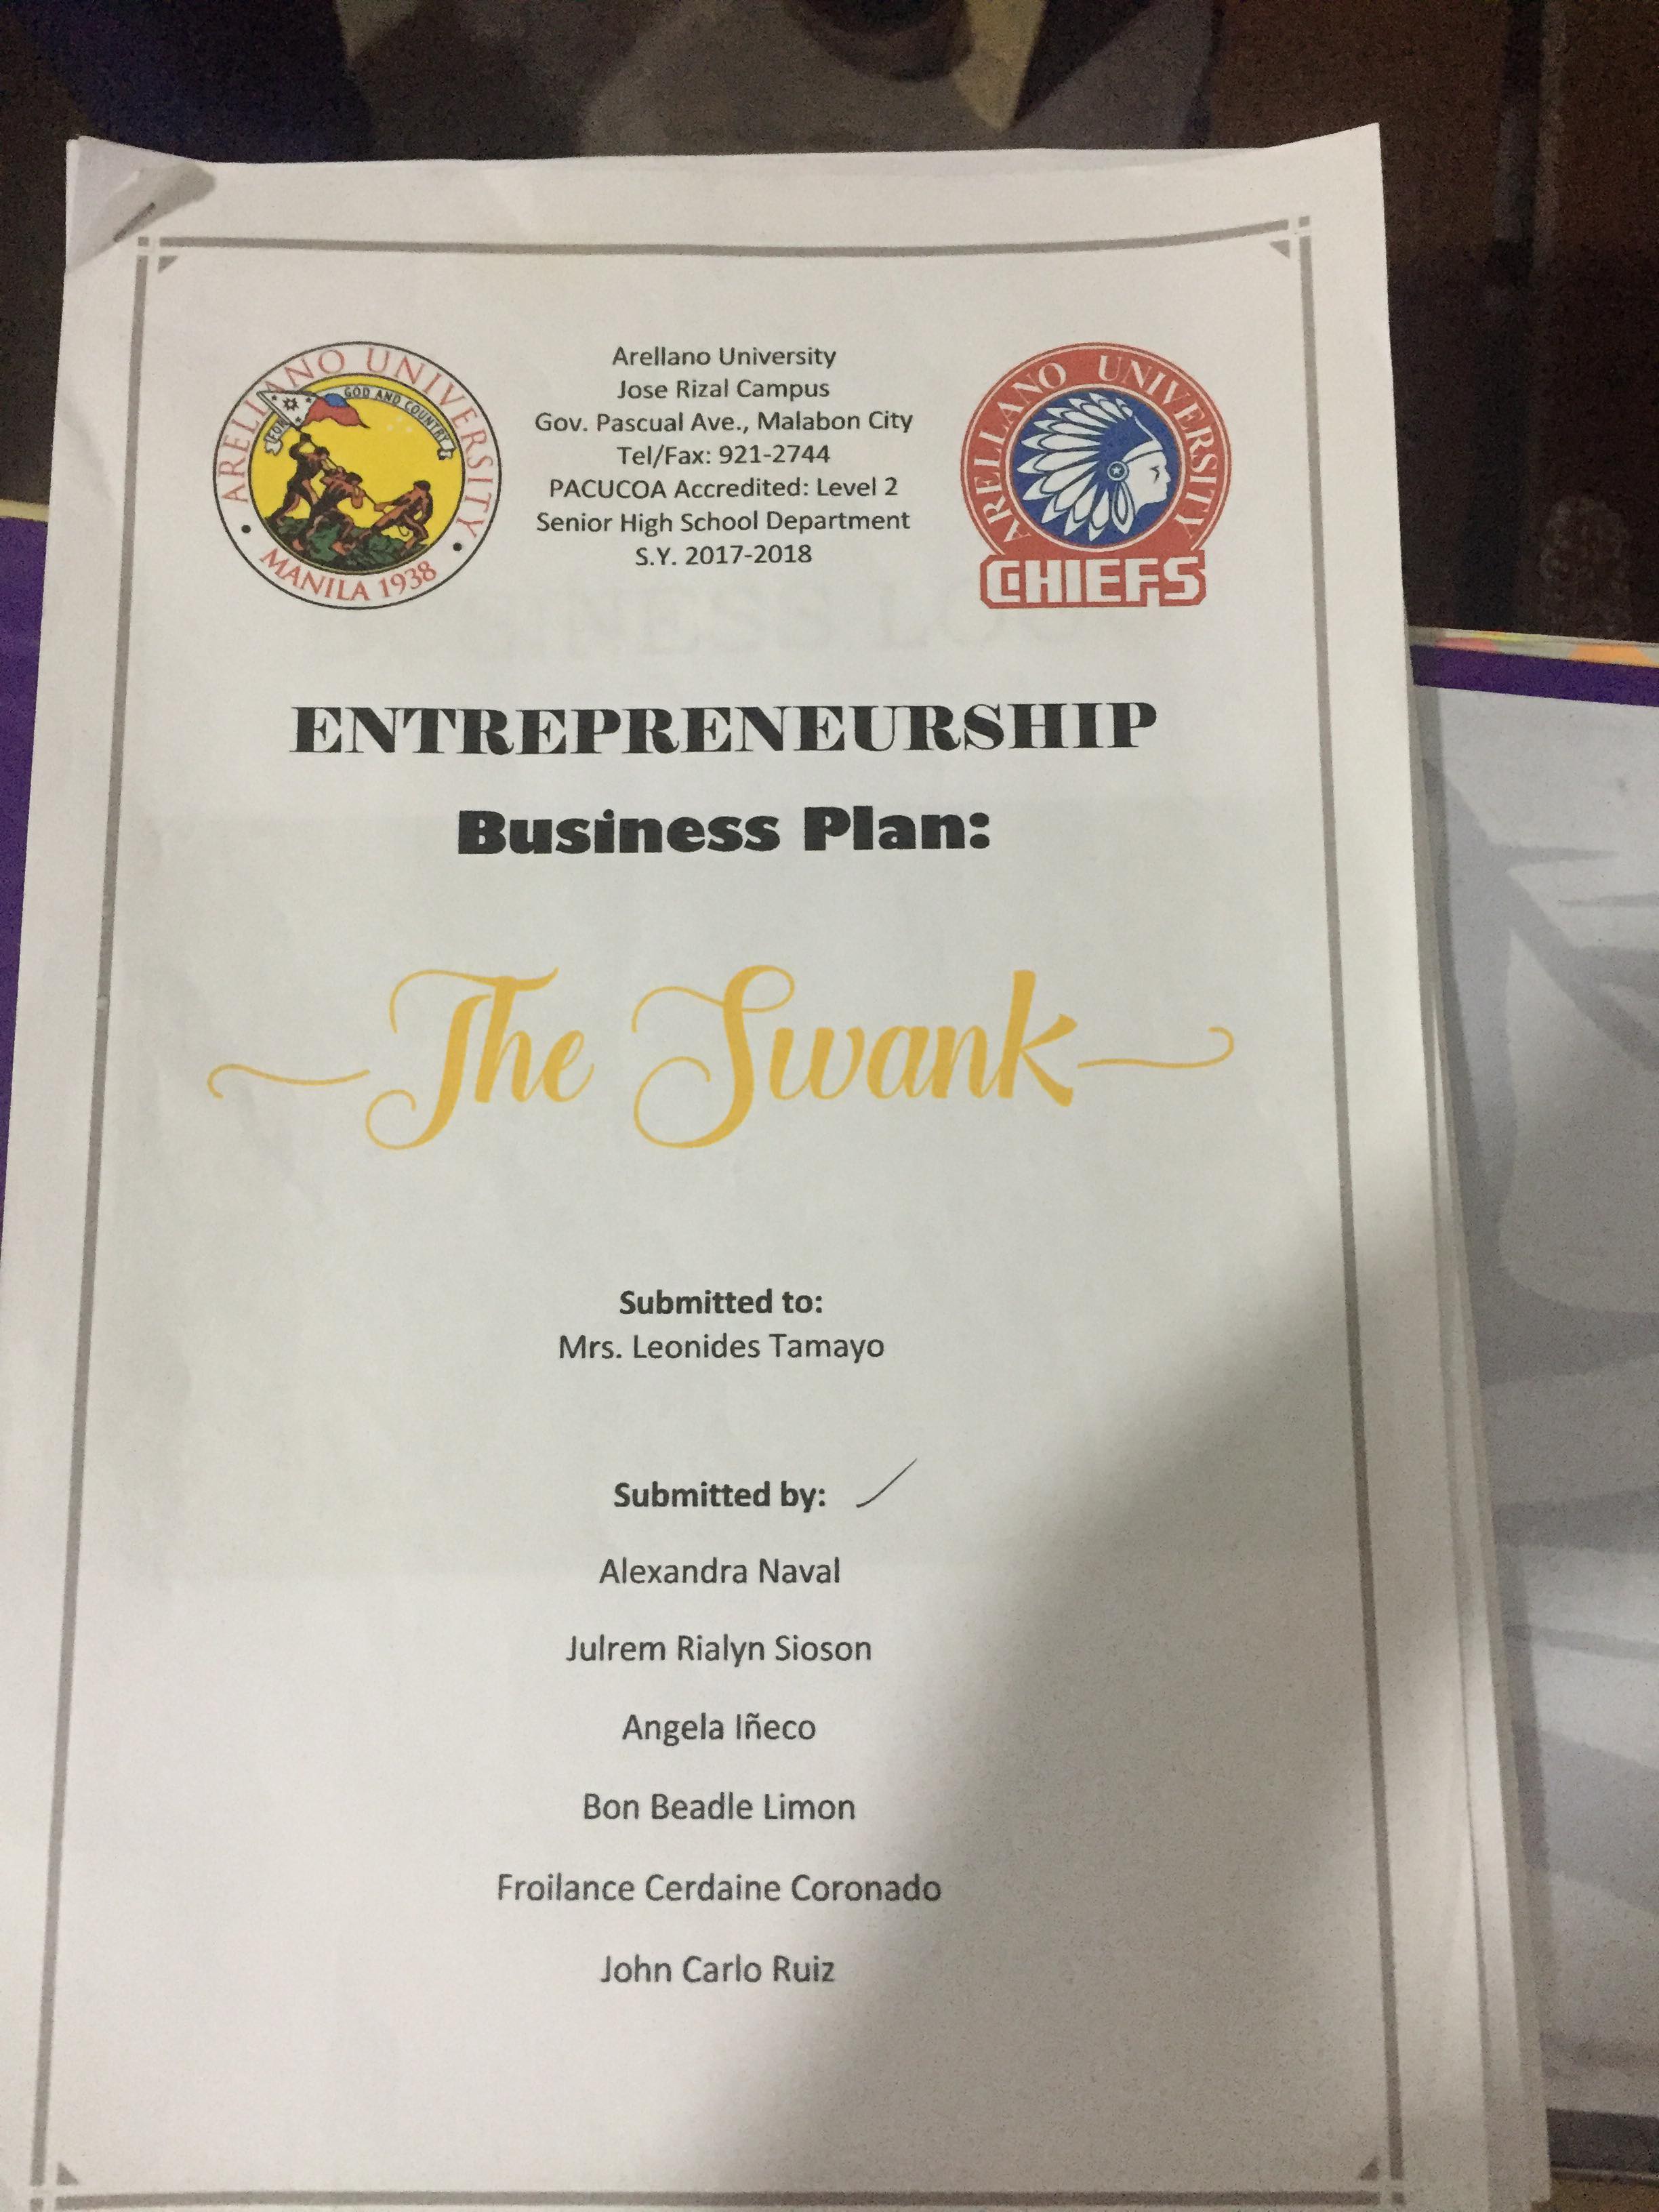 ARELLANO UNIVERSITY
FOR GOD AND COUNTRY
MANILA 1938
Arellano University
Jose Rizal Campus
Gov. Pascual Ave., Malabon City
Tel/Fax: 921-2744
PACUCOA Accredited: Level 2
Senior High School Department
S.Y. 2017-2018
ARELLANO UNIVERSITY
CHIEFS
ENTREPRENEURSHIP
Business Plan:
The Swank
Submitted to:
Mrs. Leonides Tamayo
Submitted by:
Alexandra Naval
Julrem Rialyn Sioson
Angela Iñeco
Bon Beadle Limon
Froilance Cerdaine Coronado
John Carlo Ruiz